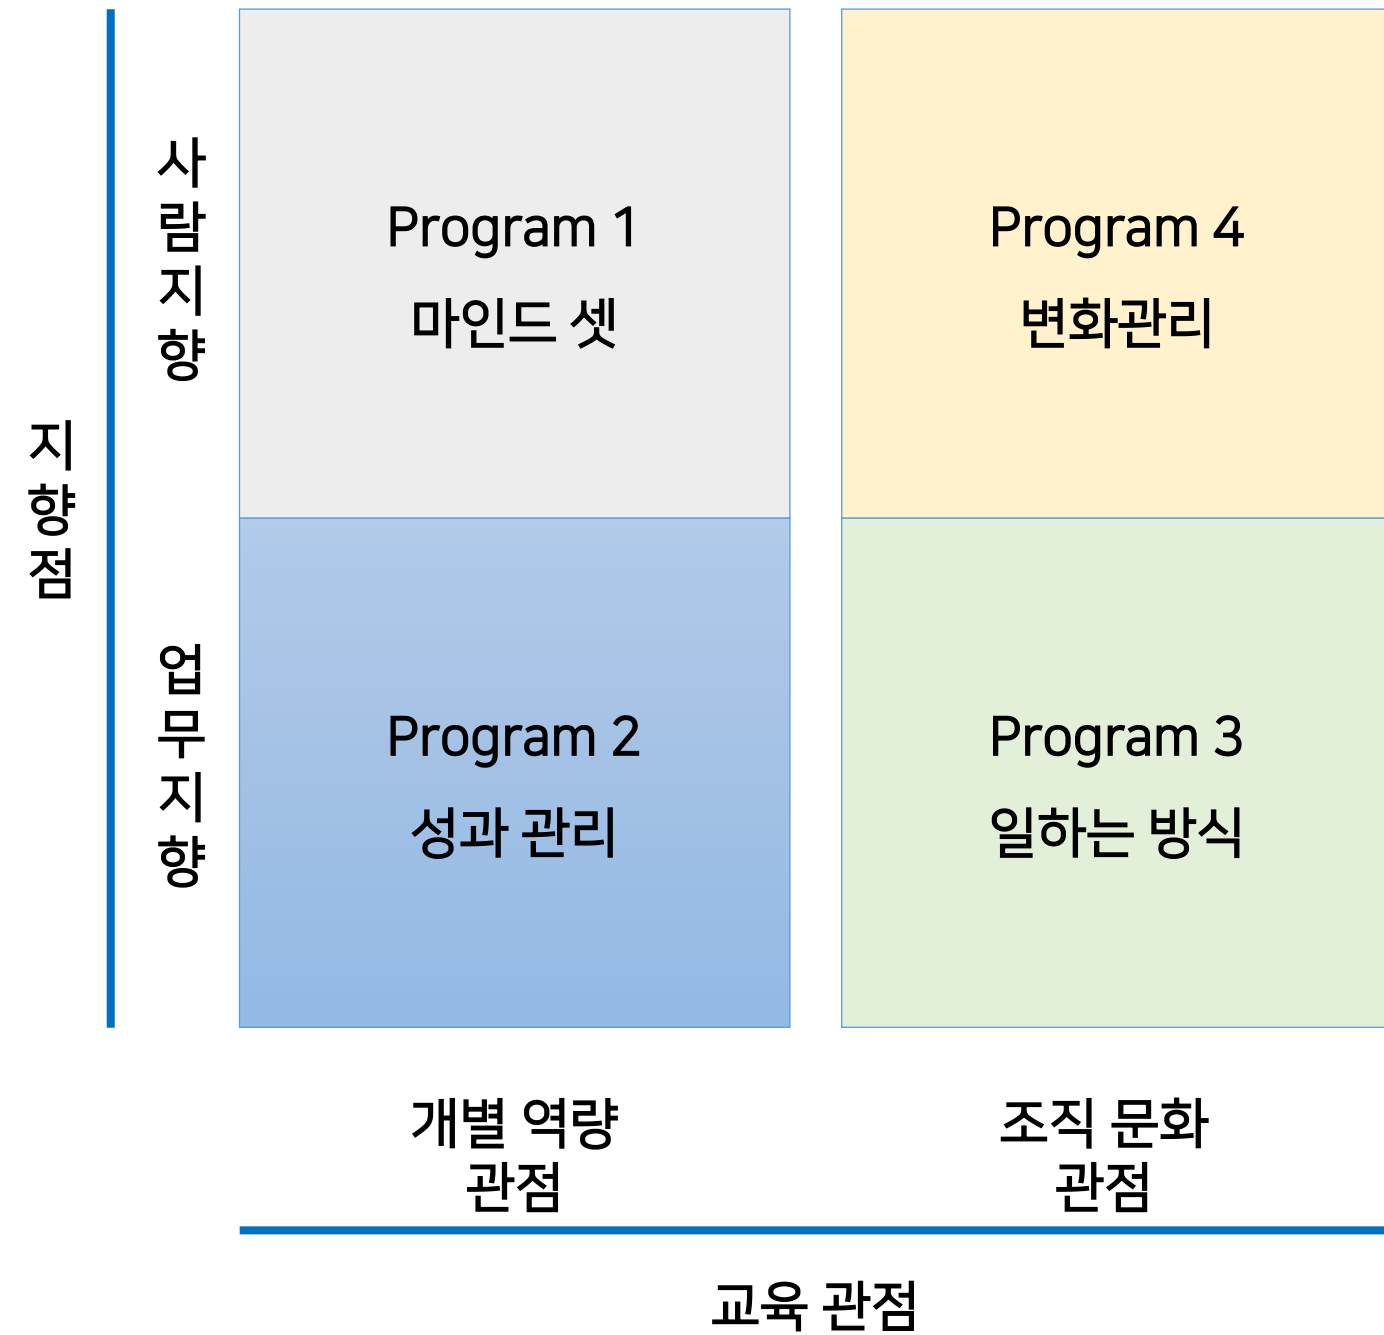 지향점
사람지향
Program 1
마인드 셋
Program 4
변화관리
업무지향
Program 2
성과 관리
Program 3
일하는 방식
개별 역량
관점
조직 문화
관점
교육 관점